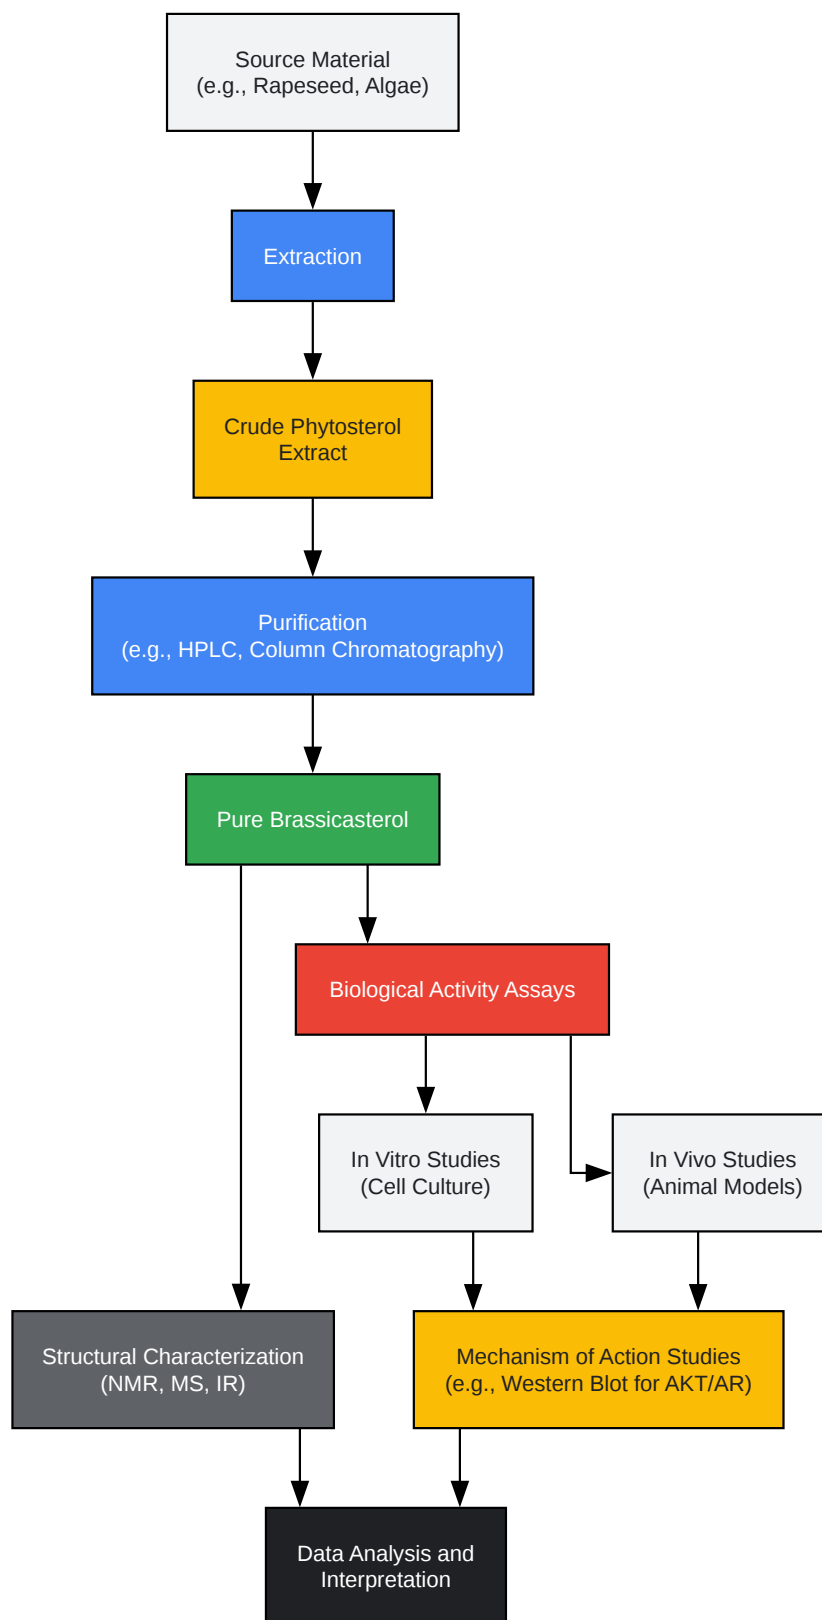 Source Material
(e.g., Rapeseed, Algae)
Extraction
Crude Phytosterol
Extract
Purification
(e.g., HPLC, Column Chromatography)
Pure Brassicasterol
Biological Activity Assays
In Vitro Studies
(Cell Culture)
In Vivo Studies
(Animal Models)
Structural Characterization
(NMR, MS, IR)
Mechanism of Action Studies
(e.g., Western Blot for AKT/AR)
Data Analysis and
Interpretation